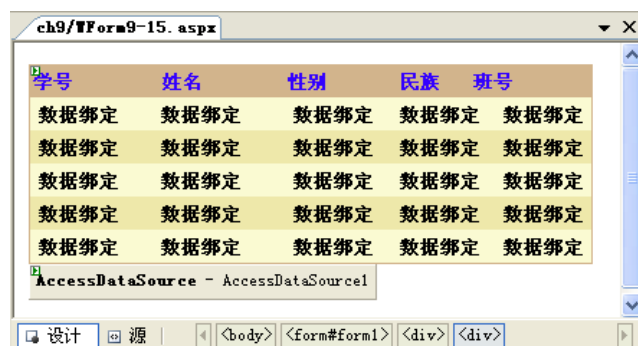 ch9/WForm9-15.aspx
学号 姓名 性别 民族 班号
数据绑定 数据绑定 数据绑定 数据绑定 数据绑定
数据绑定 数据绑定 数据绑定 数据绑定 数据绑定
数据绑定 数据绑定 数据绑定 数据绑定 数据绑定
数据绑定 数据绑定 数据绑定 数据绑定 数据绑定
数据绑定 数据绑定 数据绑定 数据绑定 数据绑定
AccessDataSource - AccessDataSource1
设计 源 <body> <form#form1> <div> <div>